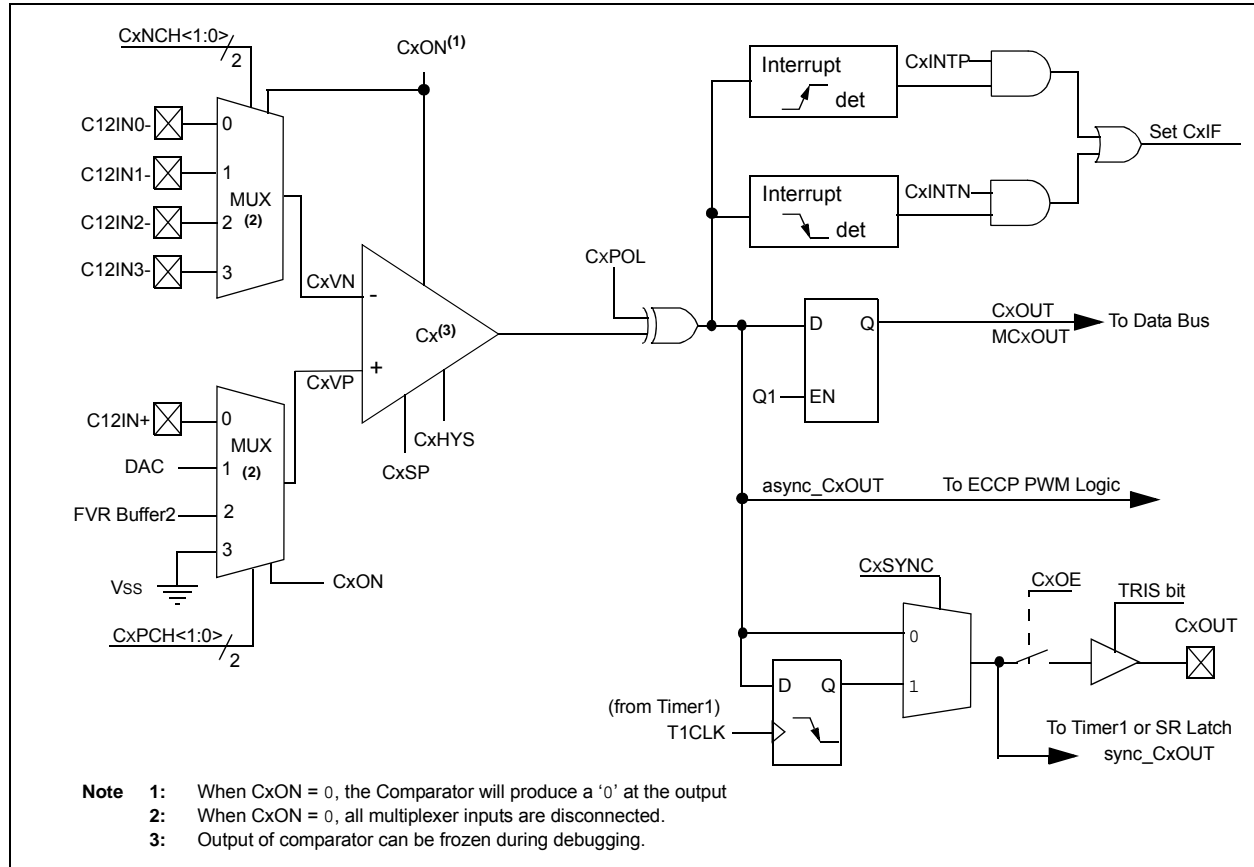 CxNCH<1:0>
2
CxON(1)
Interrupt
det
CxINTP
C12IN0-
0
Set CxIF
C12IN1-
1
MUX
(2)
C12IN2-
2
Interrupt
det
CxINTN
C12IN3-
3
CxVN
-
CxPOL
Cx(3)
D
Q
CxOUT
MCxOUT
To Data Bus
CxVP
+
Q1
EN
C12IN+
0
MUX
(2)
CxHYS
DAC
1
CxSP
async_CxOUT
To ECCP PWM Logic
FVR Buffer2
2
3
Vss
CxON
CxSYNC
CxOE
TRIS bit
CxOUT
CxPCH<1:0>
2
0
D
Q
1
(from Timer1)
T1CLK
To Timer1 or SR Latch
sync_CxOUT
Note 1: When CxON = 0, the Comparator will produce a ‘0’ at the output
2: When CxON = 0, all multiplexer inputs are disconnected.
3: Output of comparator can be frozen during debugging.